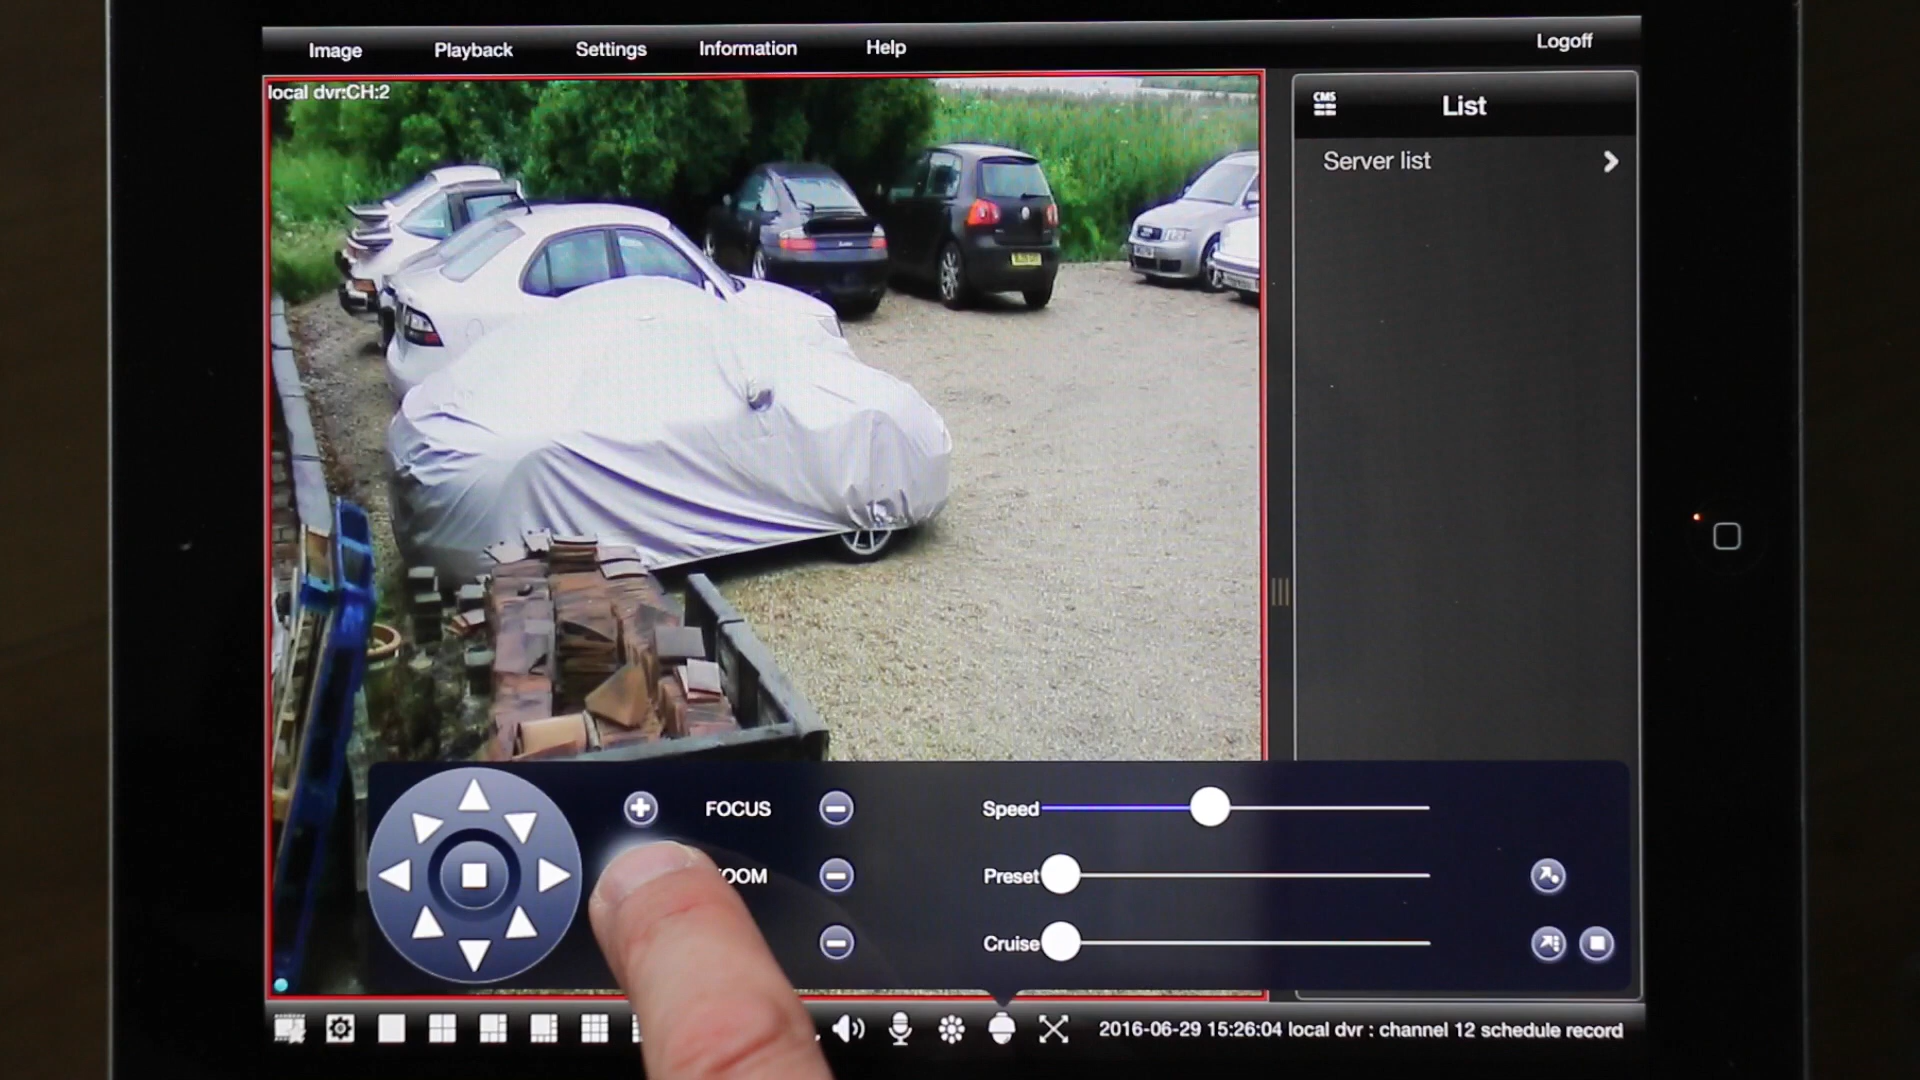 Image Playback Settings Information Help Logoff
local dvr:CH:2
CMS List
Server list
FOCUS Speed
OOM Preset
Cruise
2016-06-29 15:26:04 local dvr : channel 12 schedule record